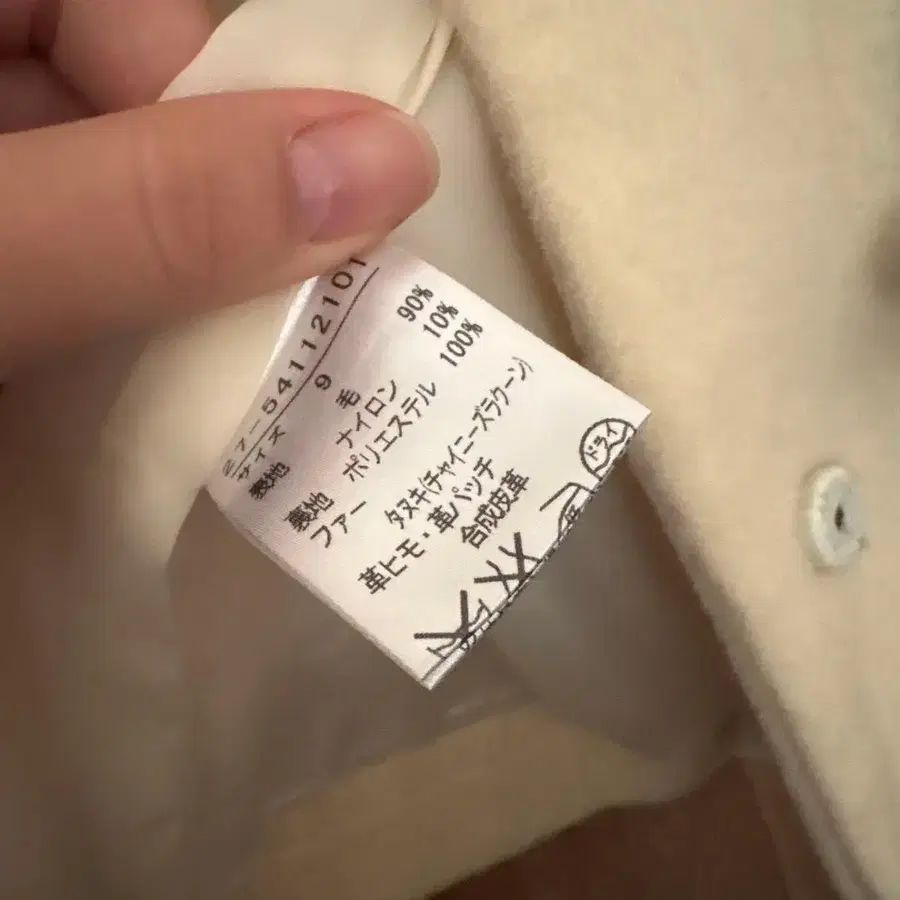 27-54112101
サイズ 9
表地 毛 90%
ナイロン 10%
裏地 ポリエステル 100%
ファー
タヌキ(チャイニーズラクーン)
革ヒモ・革パッチ
合成皮革
ドライ